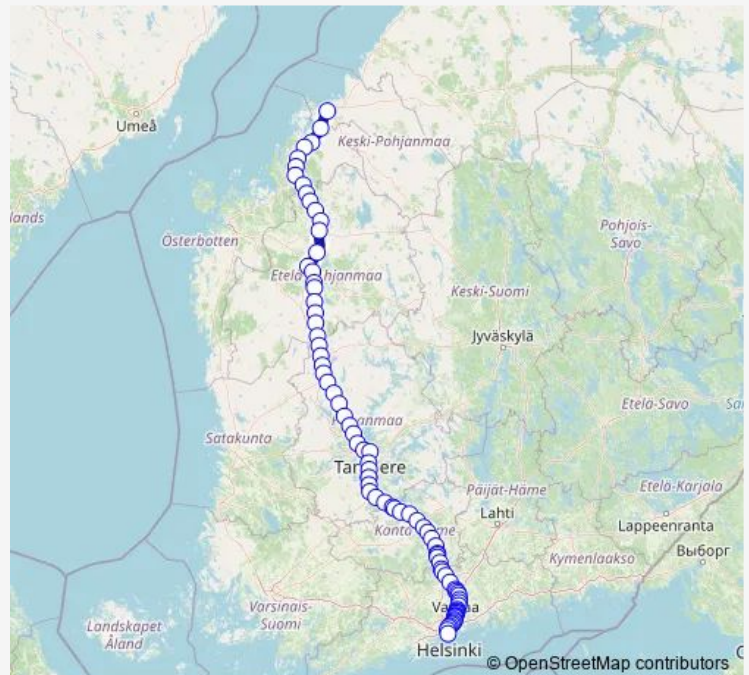 Umeå
Keski-Pohjanmaa
lands
Pohjois-
Savo
Österbotten
Keski-Suomi
Jyväskylä
Etelä-Savo
Satakunta
Päijät-Häme
Etelä-Karjala
Lahti
Lappeenranta
Выборг
Kymenlaakso
Varsinais-
Suomi
Landskapet
Åland
Helsinki
© OpenStreetMap contributors